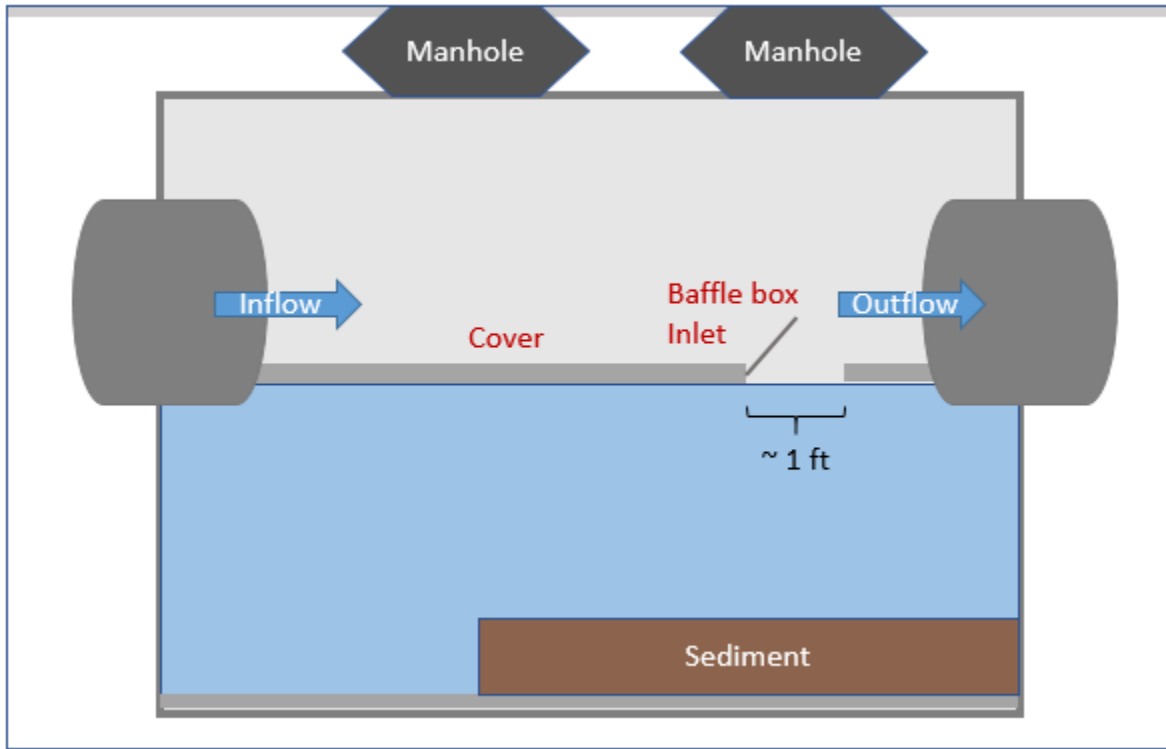 Manhole
Manhole
Inflow
Cover
Baffle box
Inlet
Outflow
~ 1 ft
Sediment